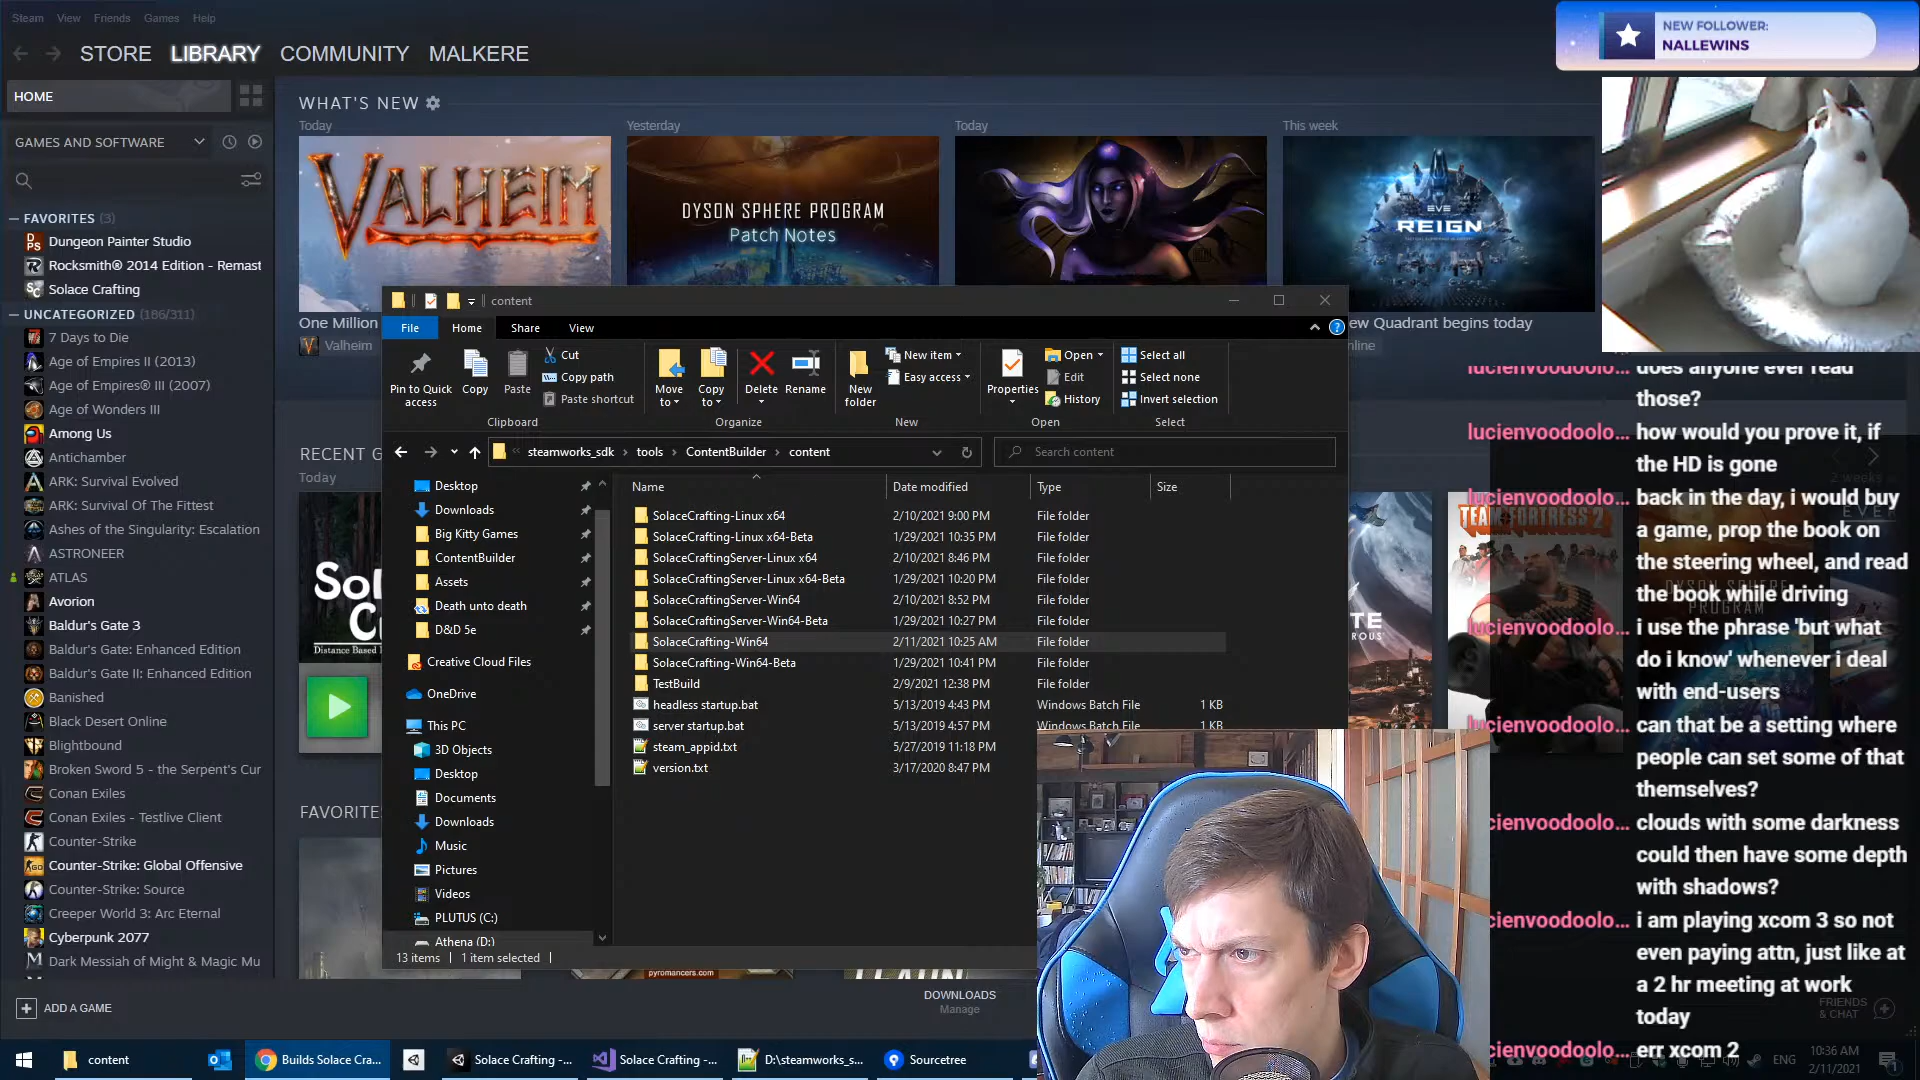 Steam View Friends Games Help
STORE LIBRARY COMMUNITY MALKERE
NEW FOLLOWER:
NALLEWINS
HOME
GAMES AND SOFTWARE
WHAT'S NEW
Today
Yesterday
Today
This week
VALHEIM
DYSON SPHERE PROGRAM
Patch Notes
EVE
REIGN
One Million
Valheim
ew Quadrant begins today
nline
FAVORITES (3)
Dungeon Painter Studio
Rocksmith® 2014 Edition - Remast
Solace Crafting
UNCATEGORIZED (186/311)
7 Days to Die
Age of Empires II (2013)
Age of Empires® III (2007)
Age of Wonders III
Among Us
Antichamber
ARK: Survival Evolved
ARK: Survival Of The Fittest
Ashes of the Singularity: Escalation
ASTRONEER
ATLAS
Avorion
Baldur's Gate 3
Baldur's Gate: Enhanced Edition
Baldur's Gate II: Enhanced Edition
Banished
Black Desert Online
Blightbound
Broken Sword 5 - the Serpent's Cur
Conan Exiles
Conan Exiles - Testlive Client
Counter-Strike
Counter-Strike: Global Offensive
Counter-Strike: Source
Creeper World 3: Arc Eternal
Cyberpunk 2077
Dark Messiah of Might & Magic Mu
ADD A GAME
RECENT G
Today
Distance Based
FAVORITE
content
File Home Share View
Pin to Quick access
Copy
Paste
Cut
Copy path
Paste shortcut
Clipboard
Move to
Copy to
Delete
Rename
Organize
New folder
New item
Easy access
New
Properties
Open
Edit
History
Open
Select all
Select none
Invert selection
Select
steamworks_sdk > tools > ContentBuilder > content
Search content
Desktop
Downloads
Big Kitty Games
ContentBuilder
Assets
Death unto death
D&D 5e
Creative Cloud Files
OneDrive
This PC
3D Objects
Desktop
Documents
Downloads
Music
Pictures
Videos
PLUTUS (C:)
Athena (D:)
Name Date modified Type Size
SolaceCrafting-Linux x64 2/10/2021 9:00 PM File folder
SolaceCrafting-Linux x64-Beta 1/29/2021 10:35 PM File folder
SolaceCraftingServer-Linux x64 2/10/2021 8:46 PM File folder
SolaceCraftingServer-Linux x64-Beta 1/29/2021 10:20 PM File folder
SolaceCraftingServer-Win64 2/10/2021 8:52 PM File folder
SolaceCraftingServer-Win64-Beta 1/29/2021 10:27 PM File folder
SolaceCrafting-Win64 2/11/2021 10:25 AM File folder
SolaceCrafting-Win64-Beta 1/29/2021 10:41 PM File folder
TestBuild 2/9/2021 12:38 PM File folder
headless startup.bat 5/13/2019 4:43 PM Windows Batch File 1 KB
server startup.bat 5/13/2019 4:57 PM Windows Batch File 1 KB
steam_appid.txt 5/27/2019 11:18 PM
version.txt 3/17/2020 8:47 PM
13 items 1 item selected
pyromancers.com
DOWNLOADS
Manage
TEAM FORTRESS 2
2 weeks
lucienvoodoolo... does anyone ever read
those?
lucienvoodoolo... how would you prove it, if
the HD is gone
lucienvoodoolo... back in the day, i would buy
a game, prop the book on
the steering wheel, and read
the book while driving
lucienvoodoolo... i use the phrase 'but what
do i know' whenever i deal
with end-users
lucienvoodoolo... can that be a setting where
people can set some of that
themselves?
cienvoodoolo... clouds with some darkness
could then have some depth
with shadows?
cienvoodoolo... i am playing xcom 3 so not
even paying attn, just like at
a 2 hr meeting at work
today
cienvoodoolo... err xcom 2
FRIENDS
& CHAT
content
Builds Solace Cra...
Solace Crafting -...
Solace Crafting -...
D:\steamworks_s...
Sourcetree
ENG
10:36 AM
2/11/2021